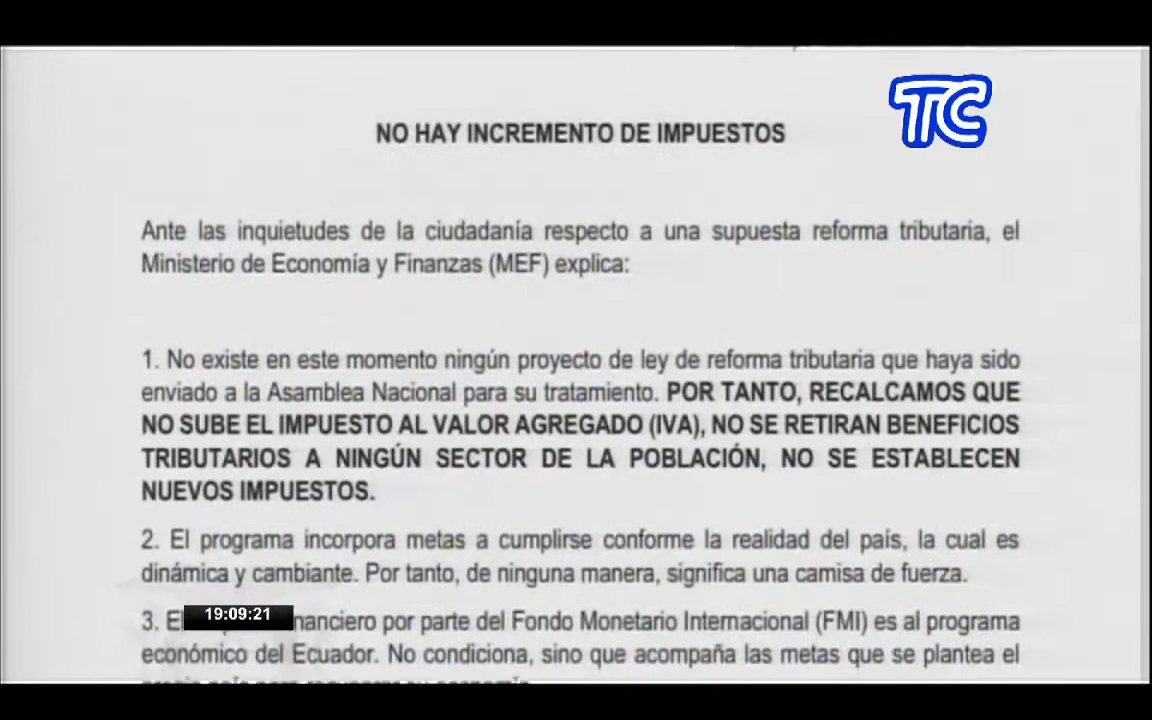 TC
NO HAY INCREMENTO DE IMPUESTOS
Ante las inquietudes de la ciudadanía respecto a una supuesta reforma tributaria, el
Ministerio de Economía y Finanzas (MEF) explica:
1. No existe en este momento ningún proyecto de ley de reforma tributaria que haya sido
enviado a la Asamblea Nacional para su tratamiento. POR TANTO, RECALCAMOS QUE
NO SUBE EL IMPUESTO AL VALOR AGREGADO (IVA), NO SE RETIRAN BENEFICIOS
TRIBUTARIOS A NINGÚN SECTOR DE LA POBLACIÓN, NO SE ESTABLECEN
NUEVOS IMPUESTOS.
2. El programa incorpora metas a cumplirse conforme la realidad del país, la cual es
dinámica y cambiante. Por tanto, de ninguna manera, significa una camisa de fuerza.
3. El nanciero por parte del Fondo Monetario Internacional (FMI) es al programa
19:09:21
económico del Ecuador. No condiciona, sino que acompaña las metas que se plantea el